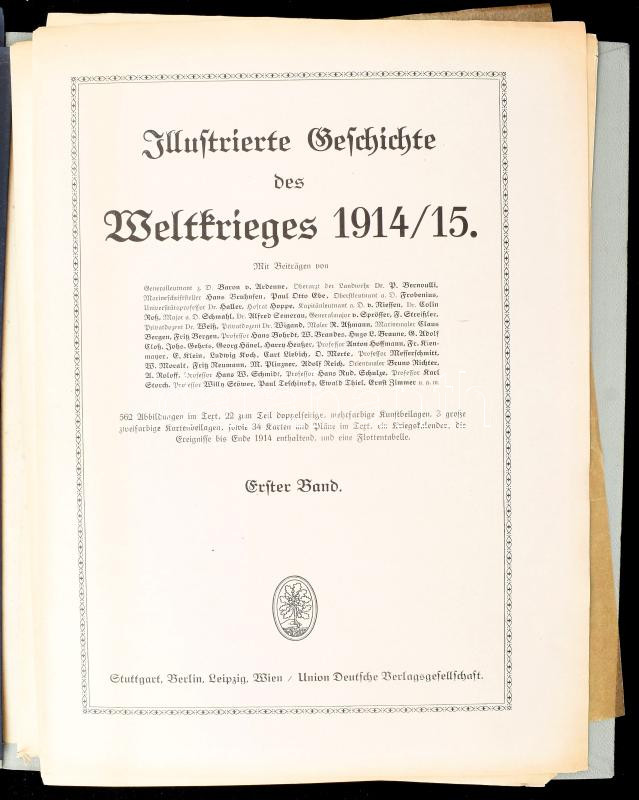 Illustrierte Geschichte
des
Weltkrieges 1914/15.
Mit Beiträgen von
Generalleutnant z. D. Baron v. Ardenne, Oberarzt der Landwehr Dr. P. Bernoulli,
Marineschriftsteller Hans Bruhusen, Paul Otto Ebe, Oberstleutnant a. D. Frobenius,
Universitätsprofessor Dr. Haller, Hofrat Hoppe, Kapitänleutnant a. D. v. Niessen, Dr. Colin
Roß, Major a. D. Schmahl, Dr. Alfred Semerau, Generalmajor v. Sprösser, F. Streißler,
Privatdozent Dr. Weiß, Privatdozent Dr. Wigand, Maler R. Aßmann, Marinemaler Claus
Bergen, Fritz Bergen, Professor Hans Bohrdt, W. Brandes, Hugo L. Braune, G. Adolf
Cloß, Johs. Gehrts, Georg Hänel, Harry Heußer, Professor Anton Hoffmann, Fr. Kien-
mayer, E. Klein, Ludwig Koch, Curt Liebich, O. Merte, Professor Messerschmitt,
W. Moralt, Fritz Neumann, M. Plinzner, Adolf Reich, Orientmaler Bruno Richter,
A. Roloff, Professor Hans W. Schmidt, Professor Hans Rud. Schulze, Professor Karl
Storch, Professor Willy Stöwer, Paul Teschinsky, Ewald Thiel, Ernst Zimmer u. a. m.
562 Abbildungen im Text, 22 zum Teil doppelseitige, mehrfarbige Kunstbeilagen, 3 große
zweifarbige Kartenbeilagen, sowie 34 Karten und Pläne im Text, ein Kriegskalender, die
Ereignisse bis Ende 1914 enthaltend, und eine Flottentabelle.
Erster Band.
Stuttgart, Berlin, Leipzig, Wien / Union Deutsche Verlagsgesellschaft.